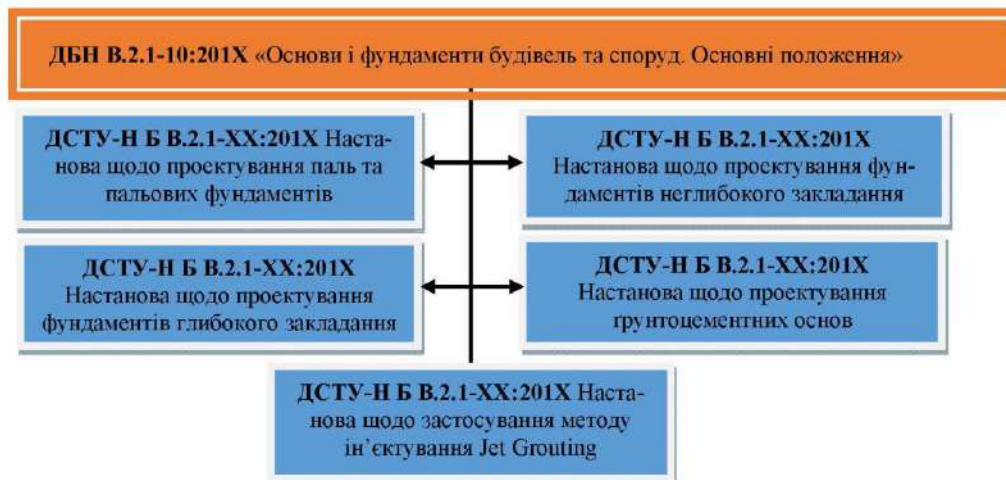 ДБН В.2.1-10:201Х «Основи і фундаменти будівель та споруд. Основні положення»
ДСТУ-Н Б В.2.1-ХХ:201Х Наста-
нова щодо проектування паль та
пальових фундаментів
ДСТУ-Н Б В.2.1-ХХ:201Х
Настанова щодо проектування фун-
даментів неглибокого закладання
ДСТУ-Н Б В.2.1-ХХ:201Х
Настанова щодо проектування
фундаментів глибокого закладання
ДСТУ-Н Б В.2.1-ХХ:201Х
Настанова щодо проектування
ґрунтоцементних основ
ДСТУ-Н Б В.2.1-ХХ:201Х Наста-
нова щодо застосування методу
ін’єктування Jet Grouting